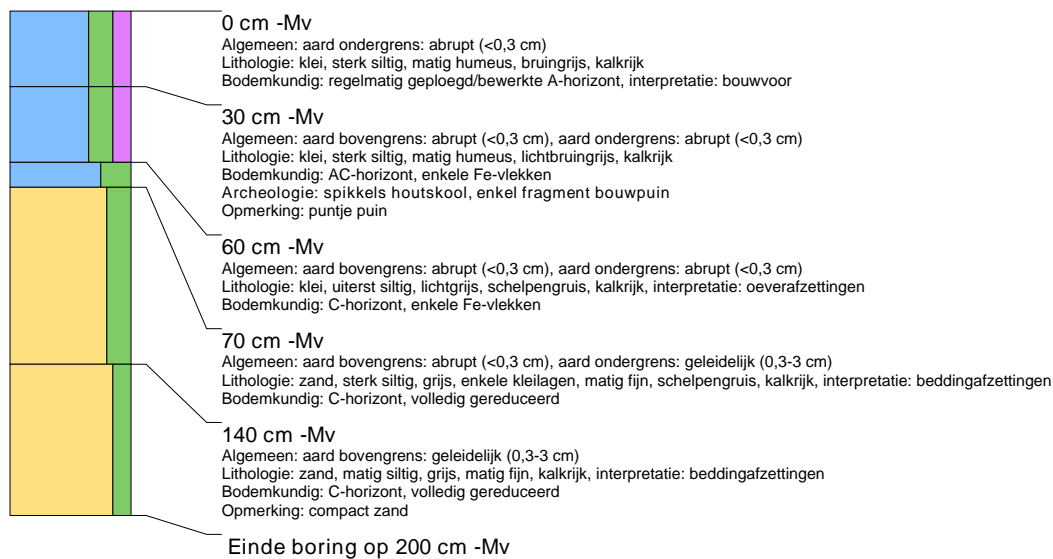 0 cm -Mv
Algemeen: aard ondergrens: abrupt (<0,3 cm)
Lithologie: klei, sterk siltig, matig humeus, bruingrijs, kalkrijk
Bodemkundig: regelmatig geploegd/bewerkte A-horizont, interpretatie: bouwvoor
30 cm -Mv
Algemeen: aard bovengrens: abrupt (<0,3 cm), aard ondergrens: abrupt (<0,3 cm)
Lithologie: klei, sterk siltig, matig humeus, lichtbruingrijs, kalkrijk
Bodemkundig: AC-horizont, enkele Fe-vlekken
Archeologie: spikkels houtskool, enkel fragment bouwpuin
Opmerking: puntje puin
60 cm -Mv
Algemeen: aard bovengrens: abrupt (<0,3 cm), aard ondergrens: abrupt (<0,3 cm)
Lithologie: klei, uiterst siltig, lichtgrijs, schelpengruis, kalkrijk, interpretatie: oeverafzettingen
Bodemkundig: C-horizont, enkele Fe-vlekken
70 cm -Mv
Algemeen: aard bovengrens: abrupt (<0,3 cm), aard ondergrens: geleidelijk (0,3-3 cm)
Lithologie: zand, sterk siltig, grijs, enkele kleilagen, matig fijn, schelpengruis, kalkrijk, interpretatie: beddingafzettingen
Bodemkundig: C-horizont, volledig gereduceerd
140 cm -Mv
Algemeen: aard bovengrens: geleidelijk (0,3-3 cm)
Lithologie: zand, matig siltig, grijs, matig fijn, kalkrijk, interpretatie: beddingafzettingen
Bodemkundig: C-horizont, volledig gereduceerd
Opmerking: compact zand
Einde boring op 200 cm -Mv